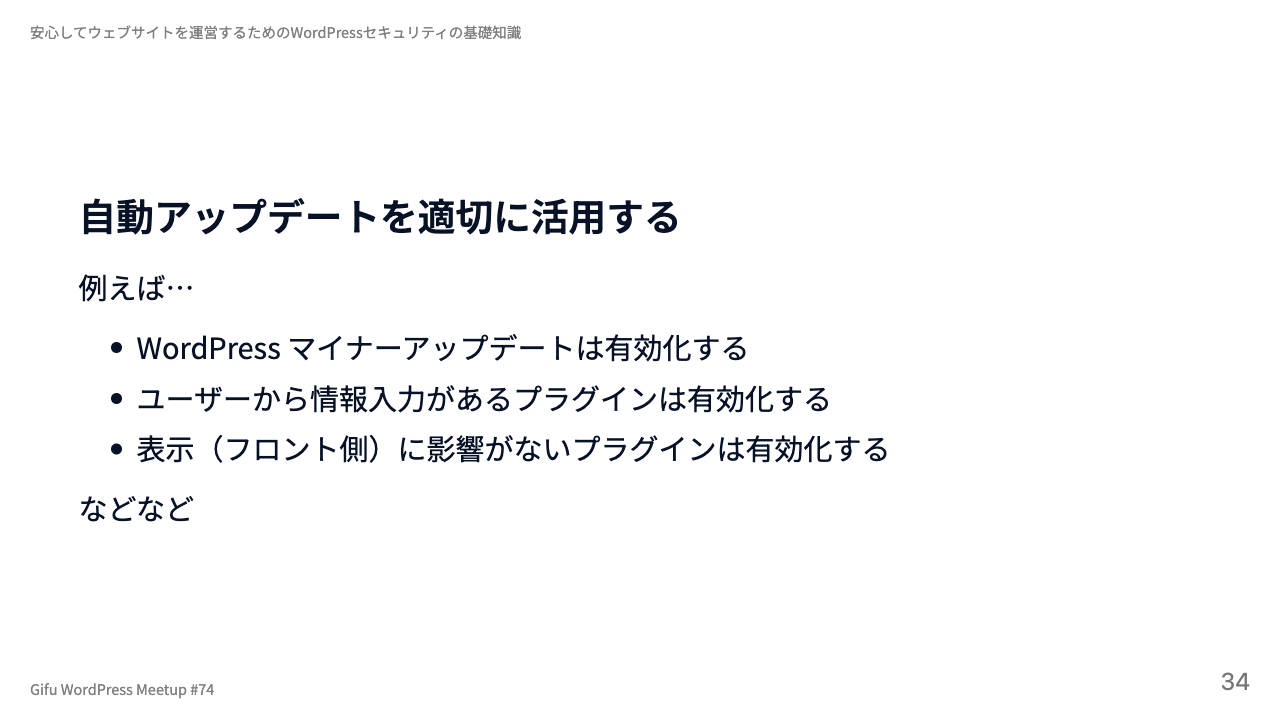 安心してウェブサイトを運営するためのWordPressセキュリティの基礎知識
自動アップデートを適切に活用する
例えば…
• WordPress マイナーアップデートは有効化する
• ユーザーから情報入力があるプラグインは有効化する
• 表示（フロント側）に影響がないプラグインは有効化する
などなど
Gifu WordPress Meetup #74
34